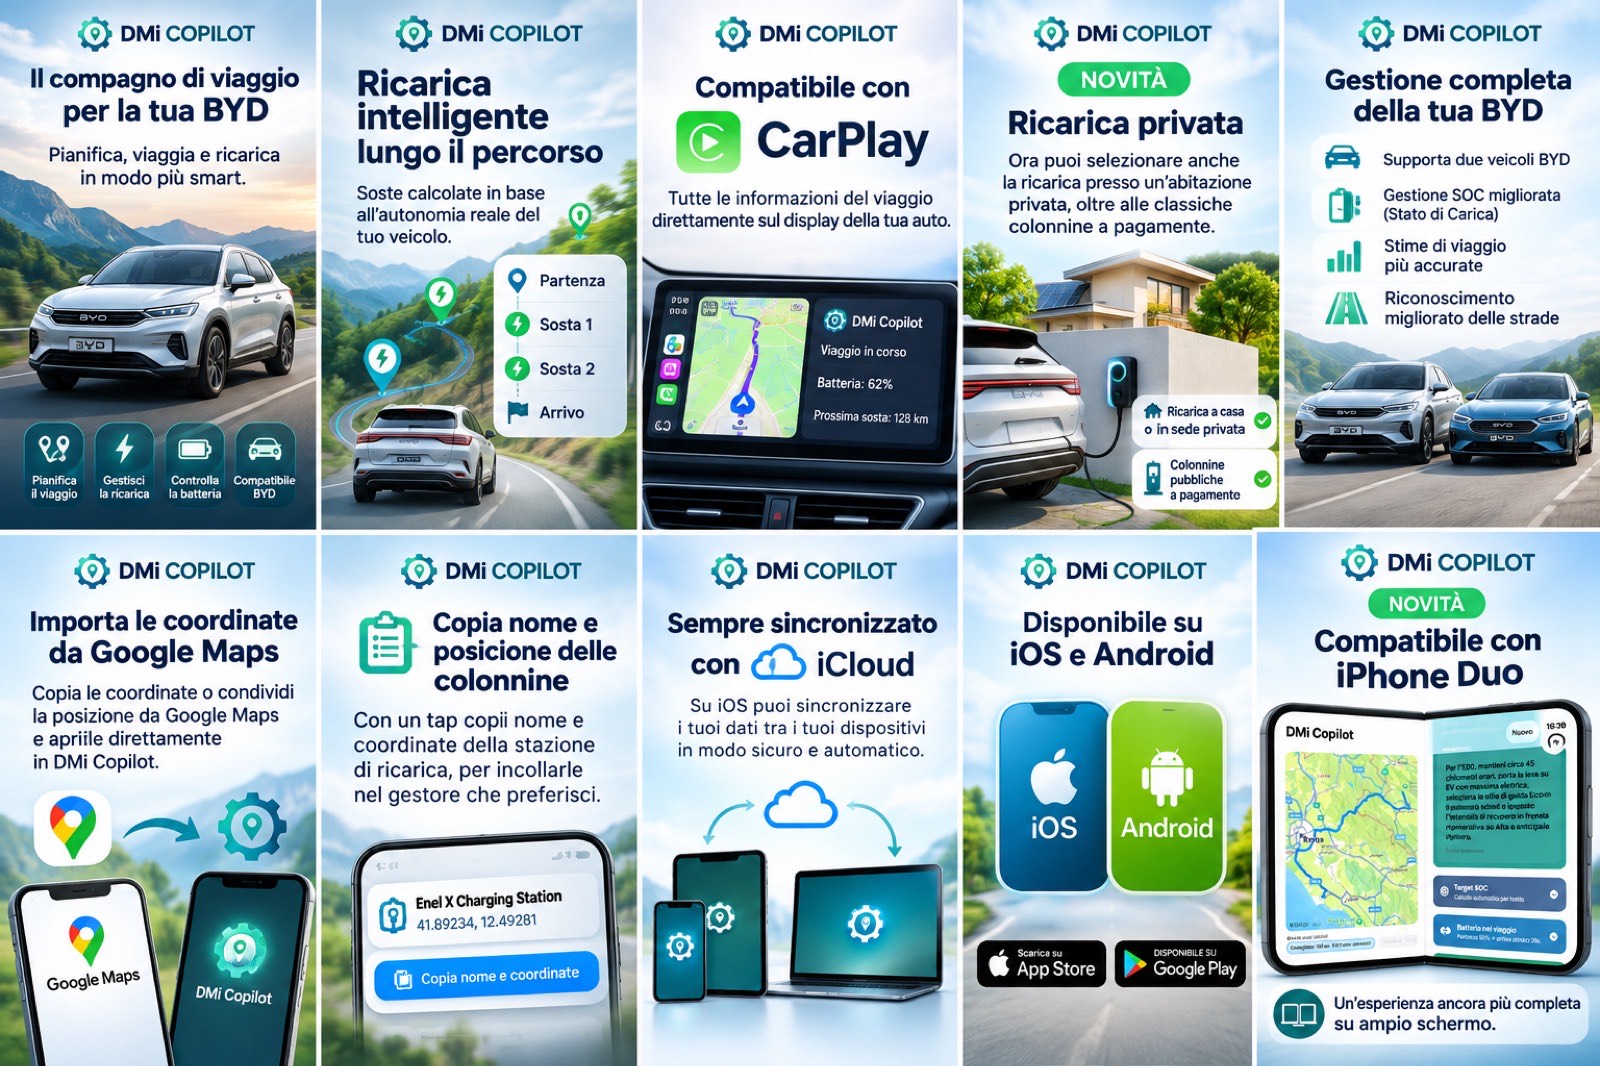 DMi COPILOT
Il compagno di viaggio
per la tua BYD
Pianifica, viaggia e ricarica
in modo più smart.
BYD
BYD
Pianifica
il viaggio
Gestisci
la ricarica
Controlla
la batteria
Compatibile
BYD
DMi COPILOT
Ricarica
intelligente
lungo il percorso
Soste calcolate in base
all'autonomia reale del
tuo veicolo.
Partenza
Sosta 1
Sosta 2
Arrivo
DMi COPILOT
Compatibile con
CarPlay
Tutte le informazioni del viaggio
direttamente sul display della tua auto.
DMi Copilot
Viaggio in corso
Batteria: 62%
Prossima sosta: 128 km
DMi COPILOT
NOVITÀ
Ricarica privata
Ora puoi selezionare anche
la ricarica presso un'abitazione
privata, oltre alle classiche
colonnine a pagamento.
Ricarica a casa
o in sede privata
Colonnine
pubbliche
a pagamento
DMi COPILOT
Gestione completa
della tua BYD
Supporta due veicoli BYD
Gestione SOC migliorata
(Stato di Carica)
Stime di viaggio
più accurate
Riconoscimento
migliorato delle strade
BYD
BYD
BYD
BYD
DMi COPILOT
Importa le coordinate
da Google Maps
Copia le coordinate o condividi
la posizione da Google Maps
e aprille direttamente
in DMi Copilot.
Google Maps
DMi Copilot
DMi COPILOT
Copia nome e
posizione delle
colonnine
Con un tap copii nome e
coordinate della stazione
di ricarica, per incollarle
nel gestore che preferisci.
Enel X Charging Station
41.89234, 12.49281
Copia nome e coordinate
DMi COPILOT
Sempre sincronizzato
con iCloud
Su iOS puoi sincronizzare
i tuoi dati tra i tuoi dispositivi
in modo sicuro e automatico.
DMi COPILOT
Disponibile su
iOS e Android
iOS
Android
Scarica su
App Store
DISPONIBILE SU
Google Play
DMi COPILOT
NOVITÀ
Compatibile con
iPhone Duo
DMi Copilot
Nuovo
Target SOC
Batteria nel viaggio
Un'esperienza ancora più completa
su ampio schermo.